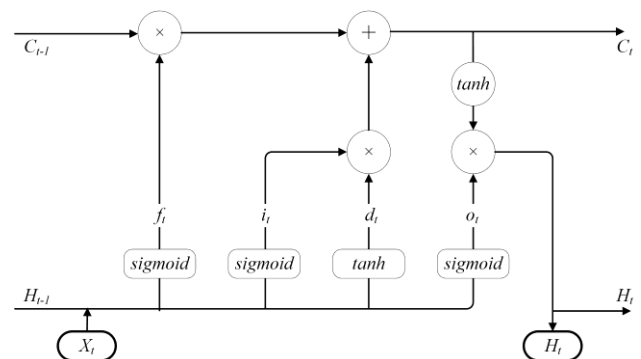 × +
C_{t-1} C_t
tanh
× ×
f_t i_t d_t o_t
sigmoid sigmoid tanh sigmoid
H_{t-1} H_t
X_t H_t